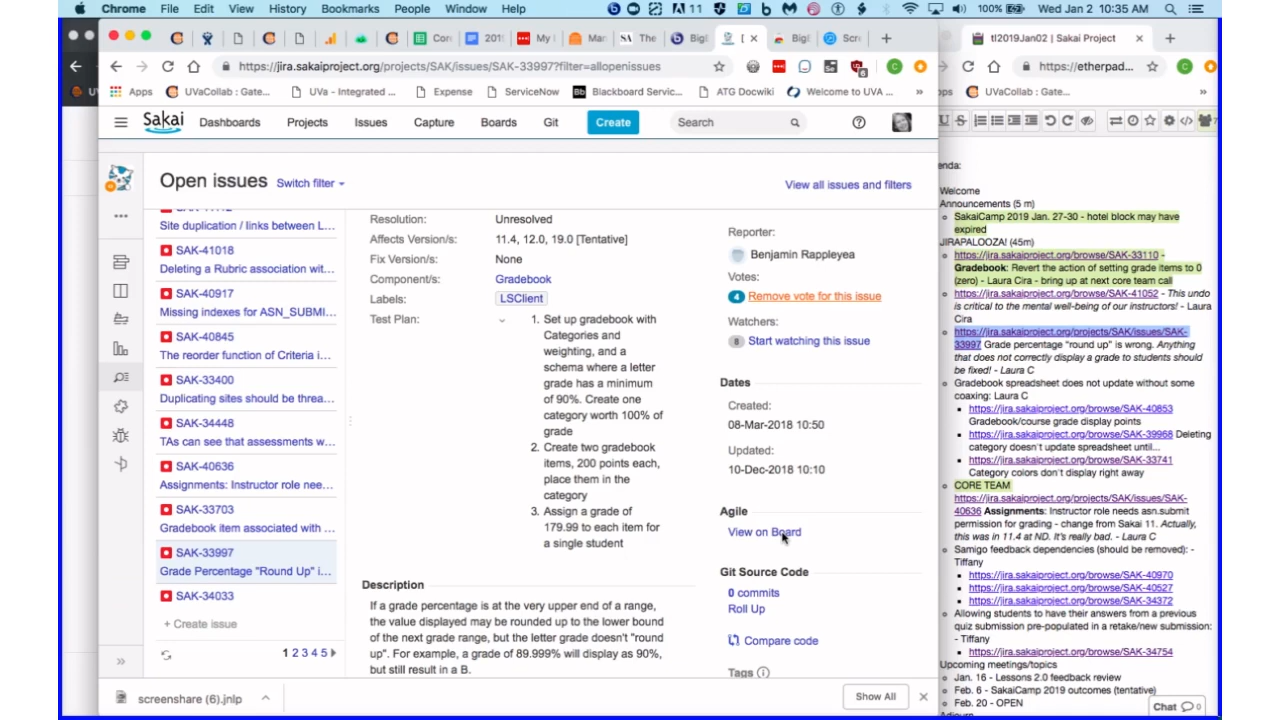 Chrome File Edit View History Bookmarks People Window Help
11 100% Wed Jan 2 10:35 AM
My I
Mar
SA The
BigI
[
BigI
Scr
tl2019Jan02 | Sakai Project
https://jira.sakaiproject.org/projects/SAK/issues/SAK-33997?filter=allopenissues
https://etherpad...
Apps UVaCollab : Gate... UVa - Integrated ... Expense ServiceNow Bb Blackboard Servic... ATG Docwiki Welcome to UVA ... »
UVaCollab : Gate... »
Sakai Dashboards Projects Issues Capture Boards Git Create Search
Open issues Switch filter
View all issues and filters
Site duplication / links between L...
SAK-41018
Deleting a Rubric association wit...
SAK-40917
Missing indexes for ASN_SUBMI...
SAK-40845
The reorder function of Criteria i...
SAK-33400
Duplicating sites should be threa...
SAK-34448
TAs can see that assessments w...
SAK-40636
Assignments: Instructor role nee...
SAK-33703
Gradebook item associated with ...
SAK-33997
Grade Percentage "Round Up" i...
SAK-34033
+ Create issue
1 2 3 4 5
Resolution: Unresolved
Affects Version/s: 11.4, 12.0, 19.0 [Tentative]
Fix Version/s: None
Component/s: Gradebook
Labels: LSClient
Test Plan:
1. Set up gradebook with
Categories and
weighting, and a
schema where a letter
grade has a minimum
of 90%. Create one
category worth 100% of
grade
2. Create two gradebook
items, 200 points each,
place them in the
category
3. Assign a grade of
179.99 to each item for
a single student
Description
If a grade percentage is at the very upper end of a range,
the value displayed may be rounded up to the lower bound
of the next grade range, but the letter grade doesn't "round
up". For example, a grade of 89.999% will display as 90%,
but still result in a B.
Reporter:
Benjamin Rappleyea
Votes:
4 Remove vote for this issue
Watchers:
8 Start watching this issue
Dates
Created:
08-Mar-2018 10:50
Updated:
10-Dec-2018 10:10
Agile
View on Board
Git Source Code
0 commits
Roll Up
Compare code
Tags
enda:
Welcome
Announcements (5 m)
SakaiCamp 2019 Jan. 27-30 - hotel block may have
expired
JIRAPALOOZA! (45m)
https://jira.sakaiproject.org/browse/SAK-33110 -
Gradebook: Revert the action of setting grade items to 0
(zero) - Laura Cira - bring up at next core team call
https://jira.sakaiproject.org/browse/SAK-41052 - This undo
is critical to the mental well-being of our instructors! - Laura
Cira
https://jira.sakaiproject.org/projects/SAK/issues/SAK-
33997 Grade percentage "round up" is wrong. Anything
that does not correctly display a grade to students should
be fixed! - Laura C
Gradebook spreadsheet does not update without some
coaxing: Laura C
https://jira.sakaiproject.org/browse/SAK-40853
Gradebook/course grade display points
https://jira.sakaiproject.org/browse/SAK-39968 Deleting
category doesn't update spreadsheet until...
https://jira.sakaiproject.org/browse/SAK-33741
Category colors don't display right away
CORE TEAM
https://jira.sakaiproject.org/projects/SAK/issues/SAK-
40636 Assignments: Instructor role needs asn.submit
permission for grading - change from Sakai 11. Actually,
this was in 11.4 at ND. It's really bad. - Laura C
Samigo feedback dependencies (should be removed): -
Tiffany
https://jira.sakaiproject.org/browse/SAK-40970
https://jira.sakaiproject.org/browse/SAK-40527
https://jira.sakaiproject.org/browse/SAK-34372
Allowing students to have their answers from a previous
quiz submission pre-populated in a retake/new submission:
- Tiffany
https://jira.sakaiproject.org/browse/SAK-34754
Upcoming meetings/topics
Jan. 16 - Lessons 2.0 feedback review
Feb. 6 - SakaiCamp 2019 outcomes (tentative)
Feb. 20 - OPEN
Chat 0
screenshare (6).jnlp
Show All